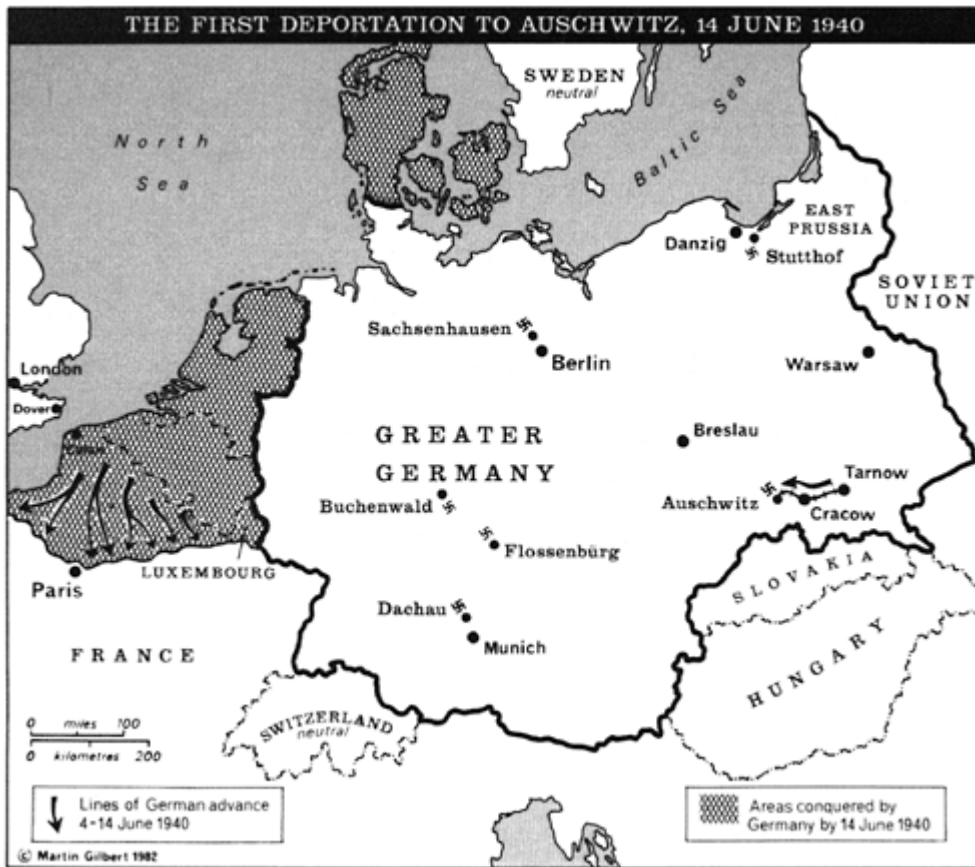 THE FIRST DEPORTATION TO AUSCHWITZ, 14 JUNE 1940
SWEDEN
neutral
North
Sea
Baltic Sea
EAST
PRUSSIA
Danzig
Stutthof
SOVIET
UNION
Sachsenhausen
Berlin
Warsaw
London
Dover
Calais
GREATER
GERMANY
Breslau
Buchenwald
Auschwitz
Tarnow
Cracow
Flossenbürg
LUXEMBOURG
Paris
SLOVAKIA
Dachau
Munich
HUNGARY
FRANCE
SWITZERLAND
neutral
0 miles 100
0 kilometres 200
Lines of German advance
4-14 June 1940
Areas conquered by
Germany by 14 June 1940
© Martin Gilbert 1982